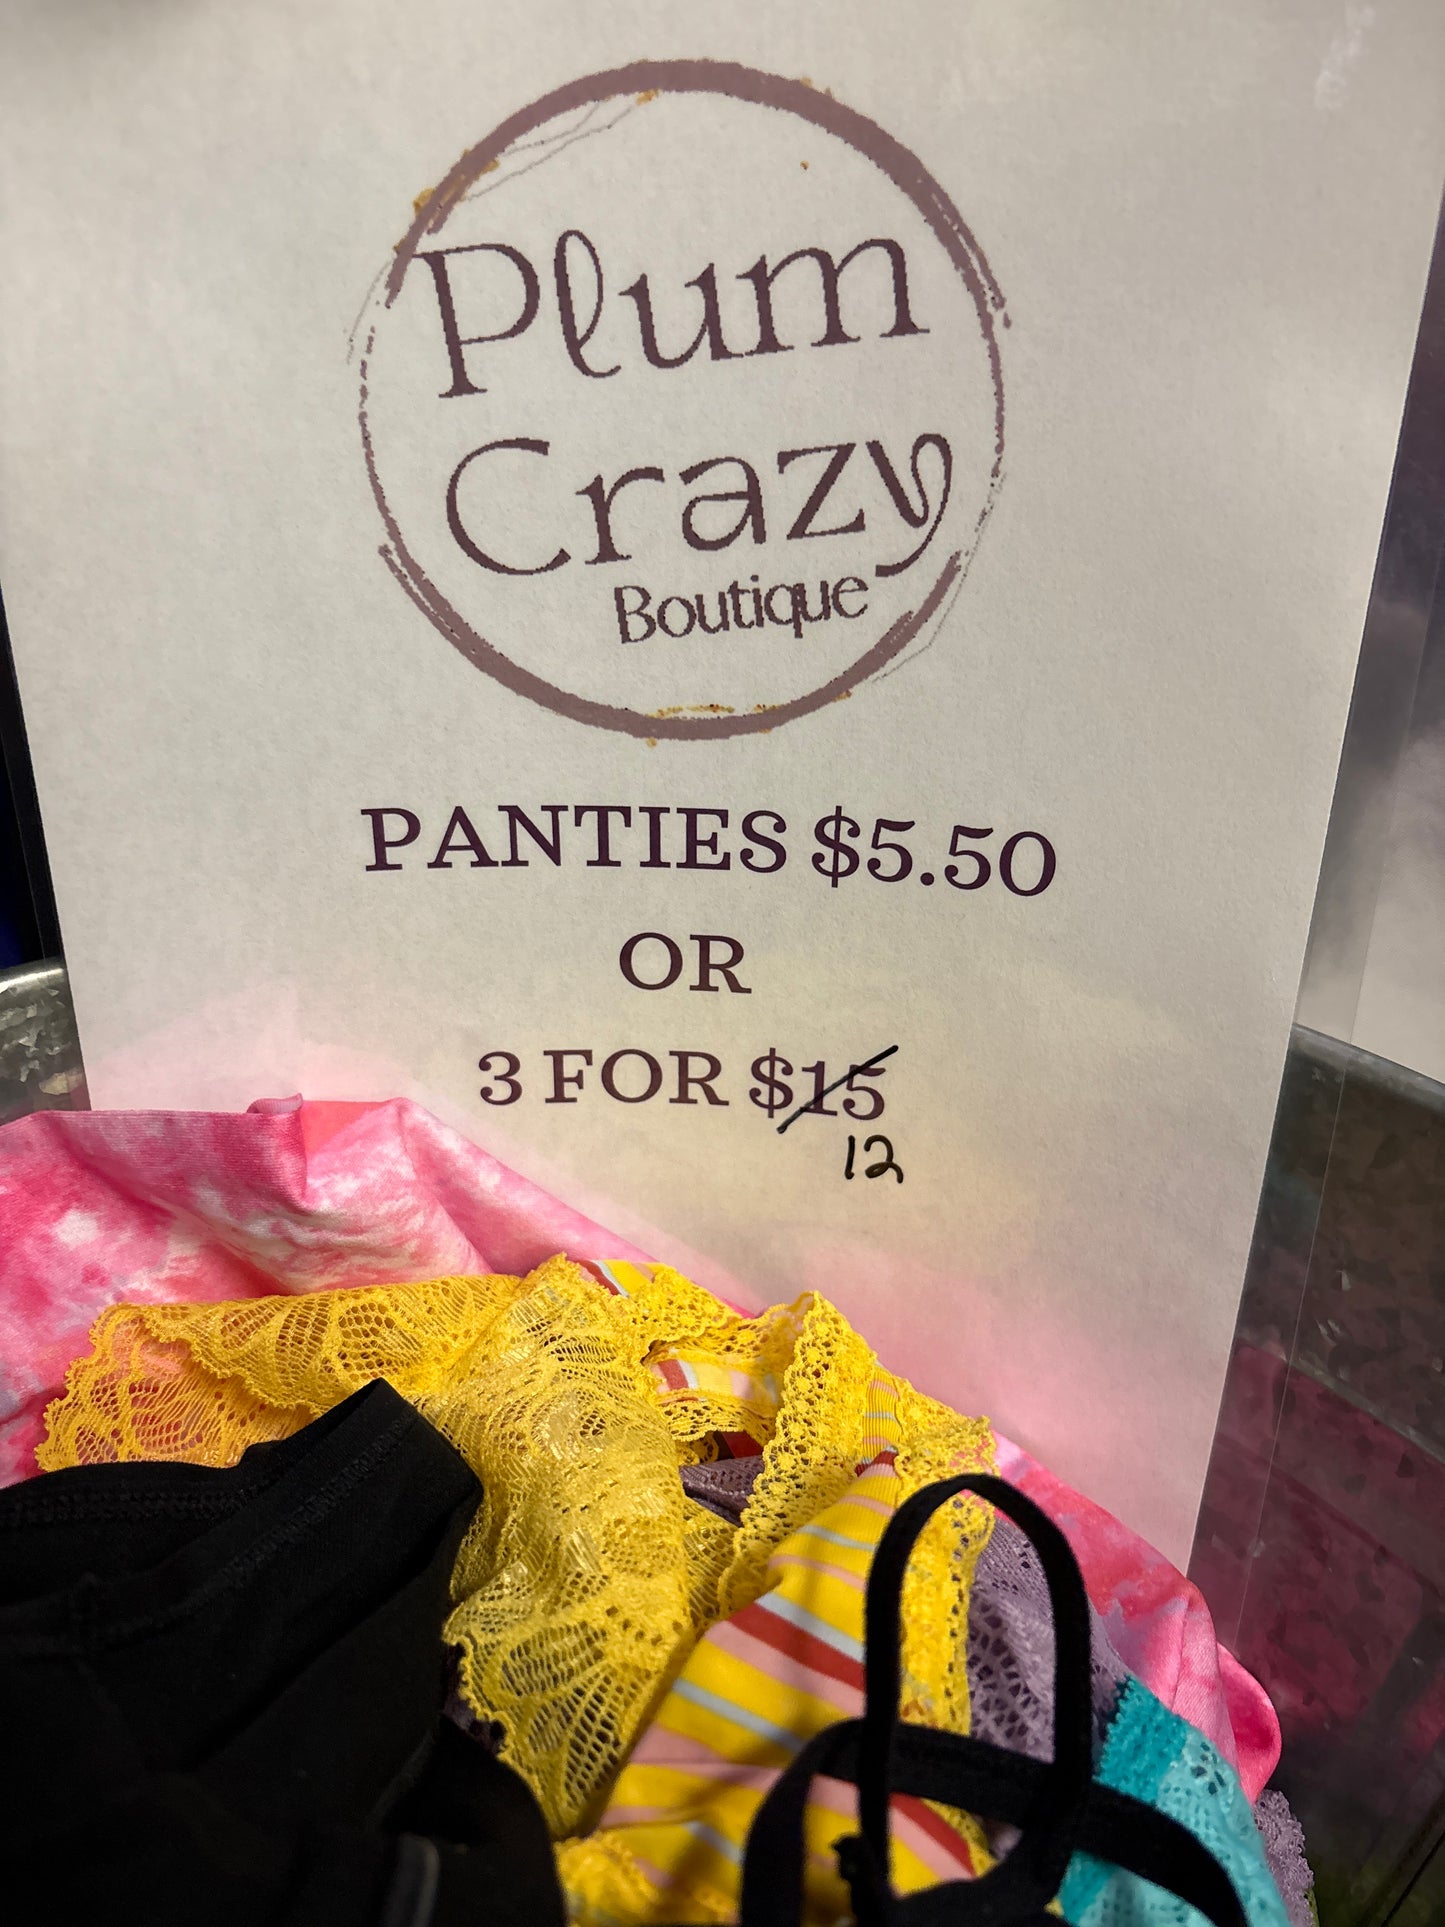 Plum
Crazy
Boutique
PANTIES $5.50
OR
3 FOR $15
12